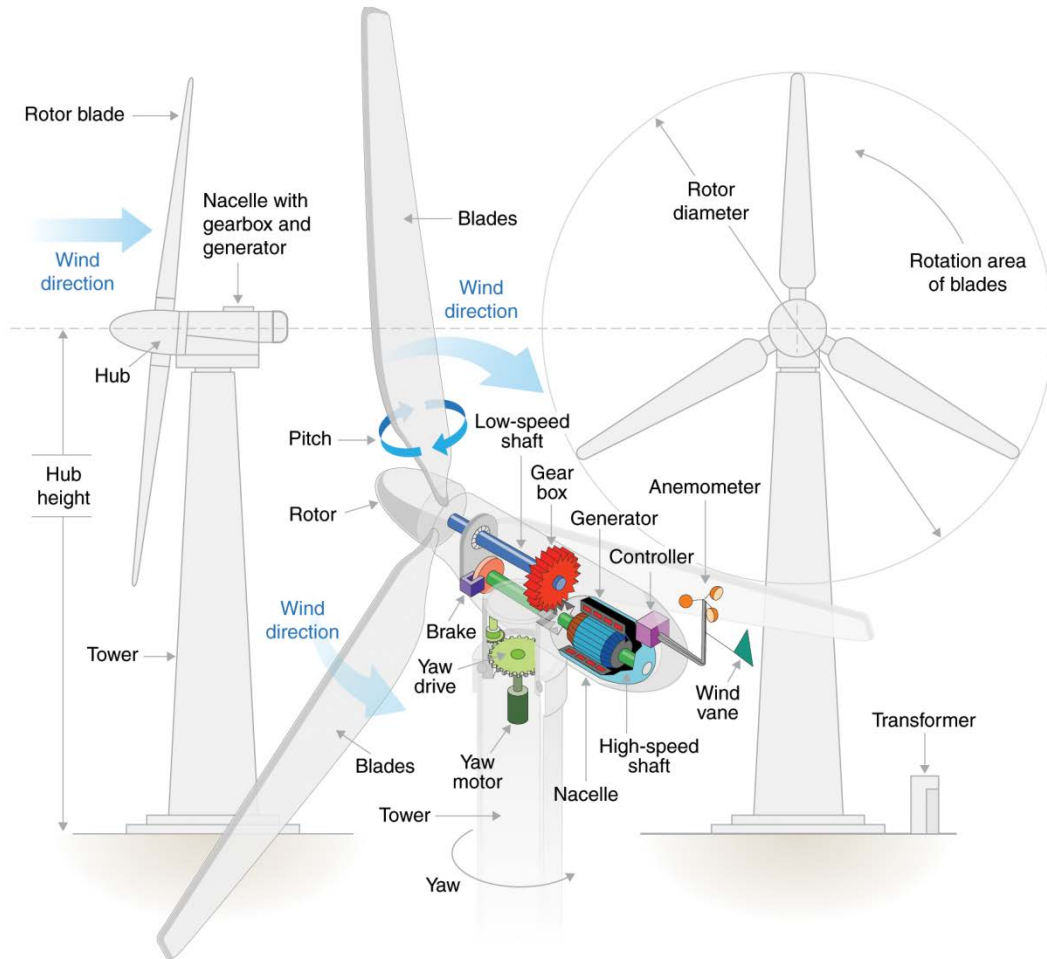 Rotor blade
Nacelle with
gearbox and
generator
Wind
direction
Hub
Hub
height
Tower
Blades
Wind
direction
Pitch
Low-speed
shaft
Rotor
Gear
box
Generator
Controller
Anemometer
Wind
direction
Brake
Yaw
drive
Wind
vane
Blades
Yaw
motor
High-speed
shaft
Nacelle
Tower
Yaw
Rotor
diameter
Rotation area
of blades
Transformer